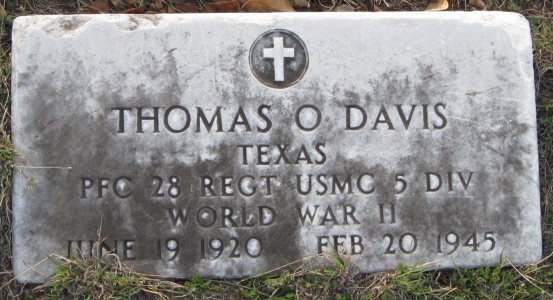 THOMAS O DAVIS
TEXAS
PFC 28 REGT USMC 5 DIV
WORLD WAR II
JUNE 19 1920 FEB 20 1945